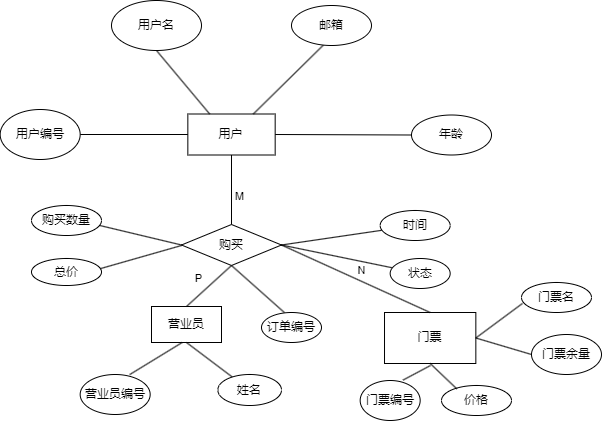 用户名
邮箱
用户编号
用户
年龄
M
购买数量
时间
购买
总价
状态
P
N
门票名
营业员
订单编号
门票
门票余量
营业员编号
姓名
门票编号
价格